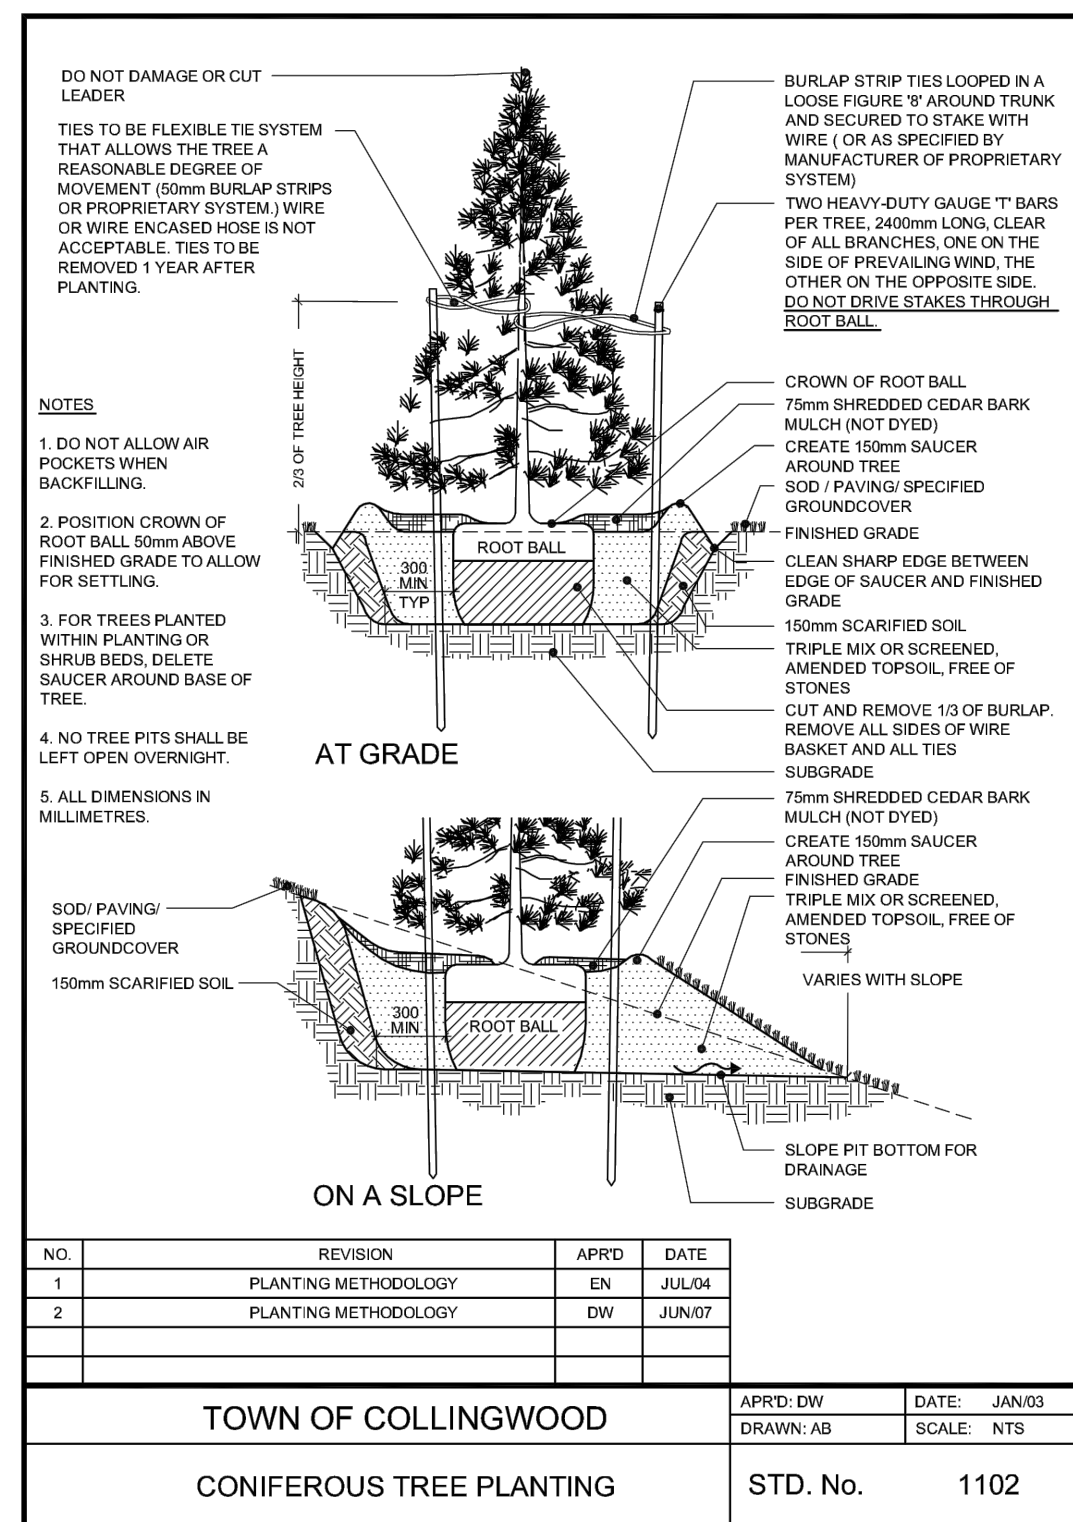 DO NOT DAMAGE OR CUT
LEADER
TIES TO BE FLEXIBLE TIE SYSTEM
THAT ALLOWS THE TREE A
REASONABLE DEGREE OF
MOVEMENT (50mm BURLAP STRIPS
OR PROPRIETARY SYSTEM.) WIRE
OR WIRE ENCASED HOSE IS NOT
ACCEPTABLE. TIES TO BE
REMOVED 1 YEAR AFTER
PLANTING.
BURLAP STRIP TIES LOOPED IN A
LOOSE FIGURE '8' AROUND TRUNK
AND SECURED TO STAKE WITH
WIRE ( OR AS SPECIFIED BY
MANUFACTURER OF PROPRIETARY
SYSTEM)
TWO HEAVY-DUTY GAUGE 'T' BARS
PER TREE, 2400mm LONG, CLEAR
OF ALL BRANCHES, ONE ON THE
SIDE OF PREVAILING WIND, THE
OTHER ON THE OPPOSITE SIDE.
DO NOT DRIVE STAKES THROUGH
ROOT BALL.
2/3 OF TREE HEIGHT
NOTES
1. DO NOT ALLOW AIR
POCKETS WHEN
BACKFILLING.
2. POSITION CROWN OF
ROOT BALL 50mm ABOVE
FINISHED GRADE TO ALLOW
FOR SETTLING.
3. FOR TREES PLANTED
WITHIN PLANTING OR
SHRUB BEDS, DELETE
SAUCER AROUND BASE OF
TREE.
4. NO TREE PITS SHALL BE
LEFT OPEN OVERNIGHT.
5. ALL DIMENSIONS IN
MILLIMETRES.
CROWN OF ROOT BALL
75mm SHREDDED CEDAR BARK
MULCH (NOT DYED)
CREATE 150mm SAUCER
AROUND TREE
SOD / PAVING/ SPECIFIED
GROUNDCOVER
FINISHED GRADE
CLEAN SHARP EDGE BETWEEN
EDGE OF SAUCER AND FINISHED
GRADE
150mm SCARIFIED SOIL
TRIPLE MIX OR SCREENED,
AMENDED TOPSOIL, FREE OF
STONES
CUT AND REMOVE 1/3 OF BURLAP.
REMOVE ALL SIDES OF WIRE
BASKET AND ALL TIES
SUBGRADE
ROOT BALL
300
MIN
TYP
AT GRADE
75mm SHREDDED CEDAR BARK
MULCH (NOT DYED)
CREATE 150mm SAUCER
AROUND TREE
FINISHED GRADE
TRIPLE MIX OR SCREENED,
AMENDED TOPSOIL, FREE OF
STONES
VARIES WITH SLOPE
SOD/ PAVING/
SPECIFIED
GROUNDCOVER
150mm SCARIFIED SOIL
300
MIN
ROOT BALL
SLOPE PIT BOTTOM FOR
DRAINAGE
SUBGRADE
ON A SLOPE
NO. REVISION APR'D DATE
1 PLANTING METHODOLOGY EN JUL/04
2 PLANTING METHODOLOGY DW JUN/07
TOWN OF COLLINGWOOD
APR'D: DW DATE: JAN/03
DRAWN: AB SCALE: NTS
CONIFEROUS TREE PLANTING
STD. No. 1102